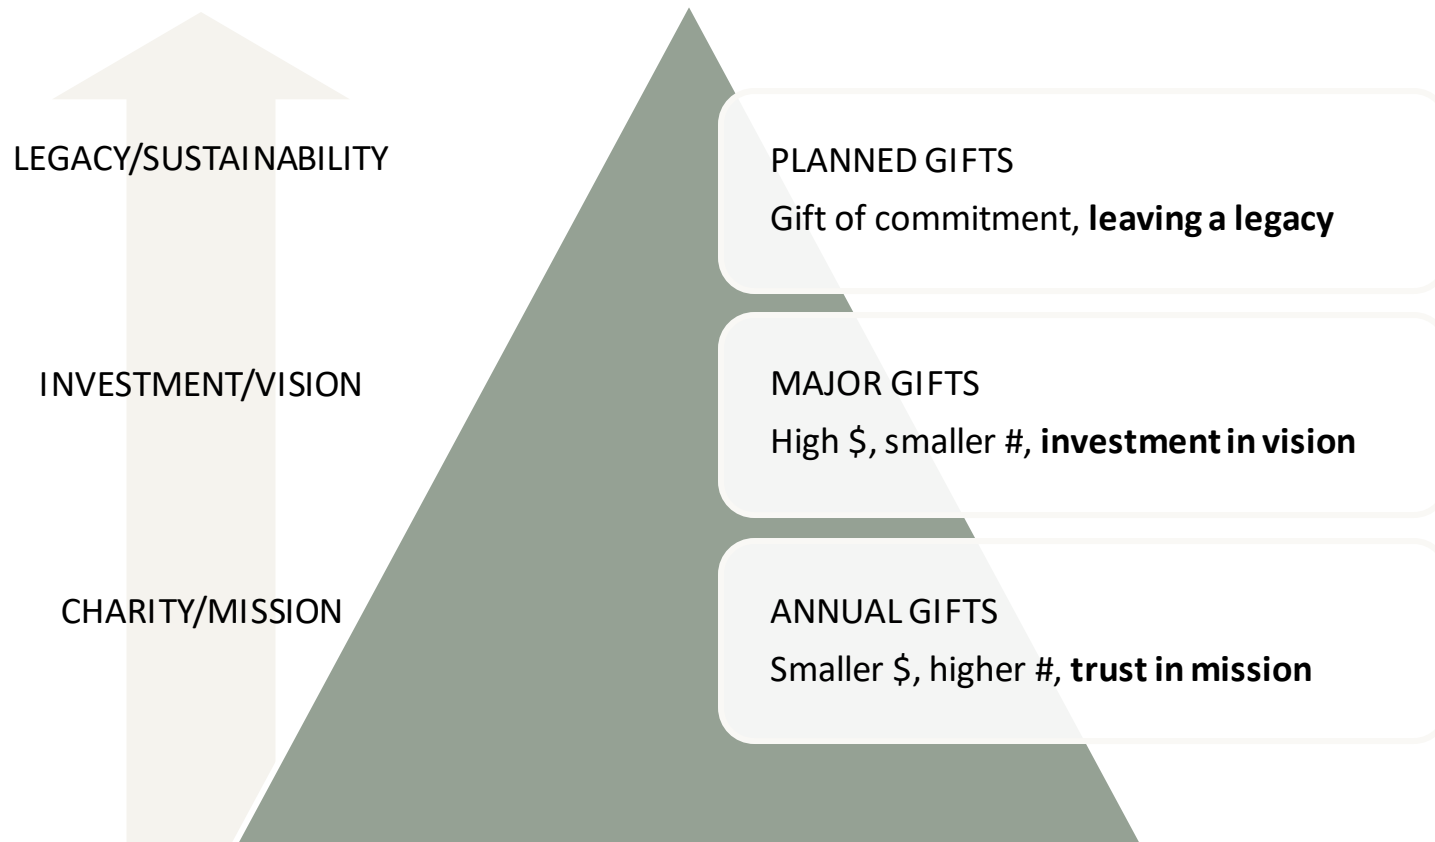 LEGACY/SUSTAINABILITY
PLANNED GIFTS
Gift of commitment, leaving a legacy
INVESTMENT/VISION
MAJOR GIFTS
High $, smaller #, investment in vision
CHARITY/MISSION
ANNUAL GIFTS
Smaller $, higher #, trust in mission